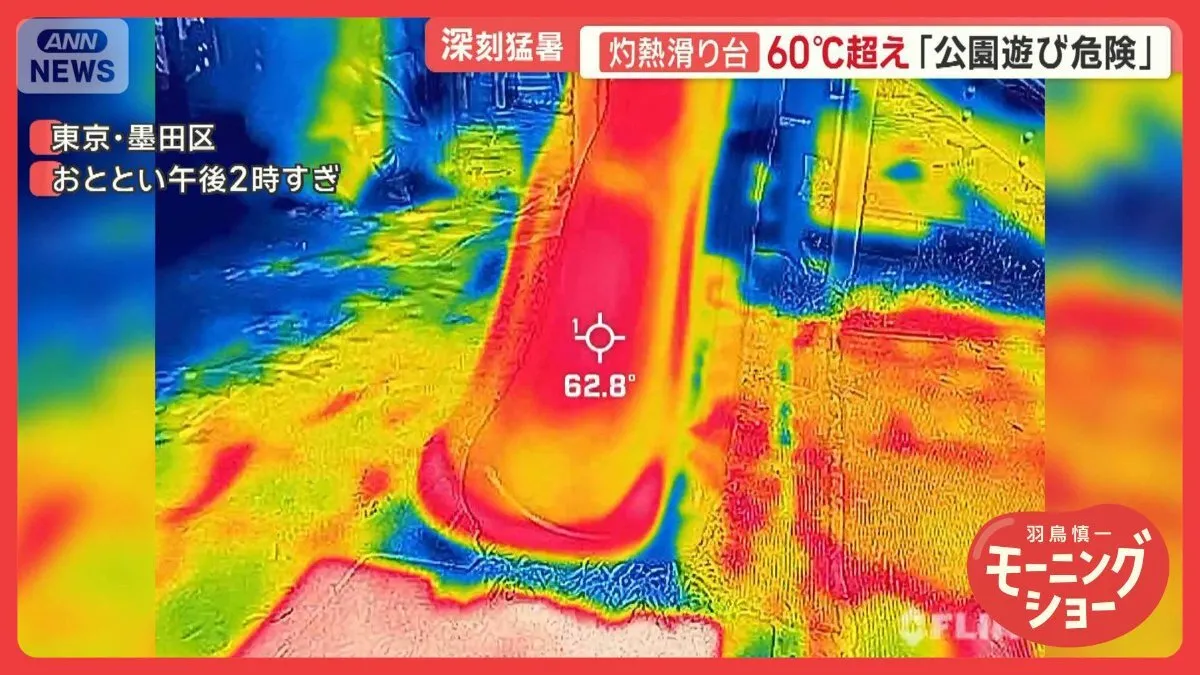 ANN
NEWS
深刻猛暑
灼熱滑り台 60℃超え「公園遊び危険」
東京・墨田区
おととい午後2時すぎ
1
62.8°
羽鳥慎一
モーニング
ショー